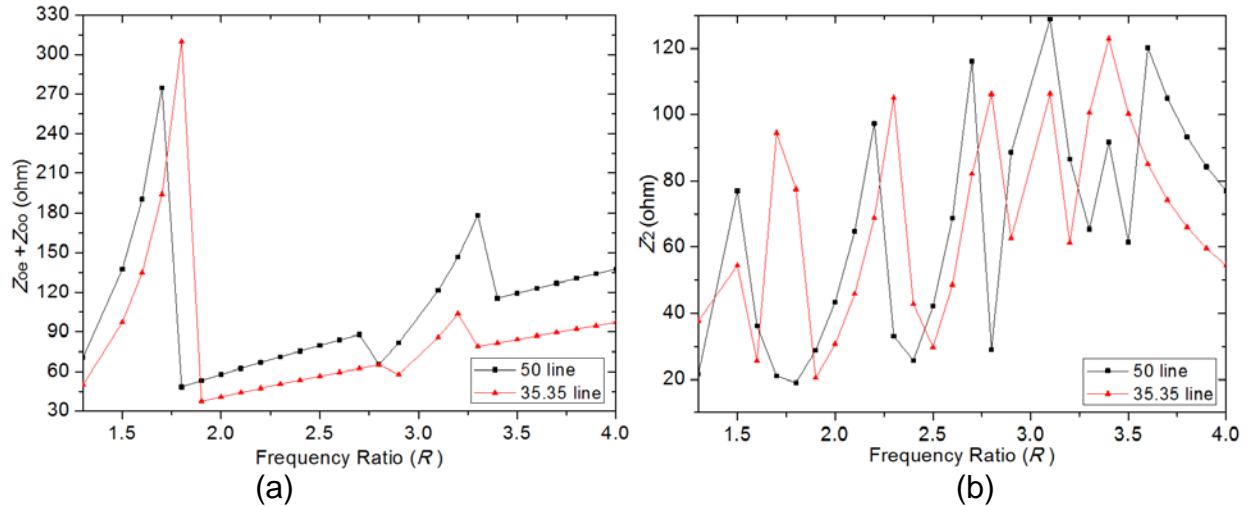 330
300
270
240
210
180
150
120
90
60
30
Zoe +Zoo (ohm)
50 line
35.35 line
1.5 2.0 2.5 3.0 3.5 4.0
Frequency Ratio (R)
(a)
120
100
80
60
40
20
Z2 (ohm)
50 line
35.35 line
1.5 2.0 2.5 3.0 3.5 4.0
Frequency Ratio (R)
(b)